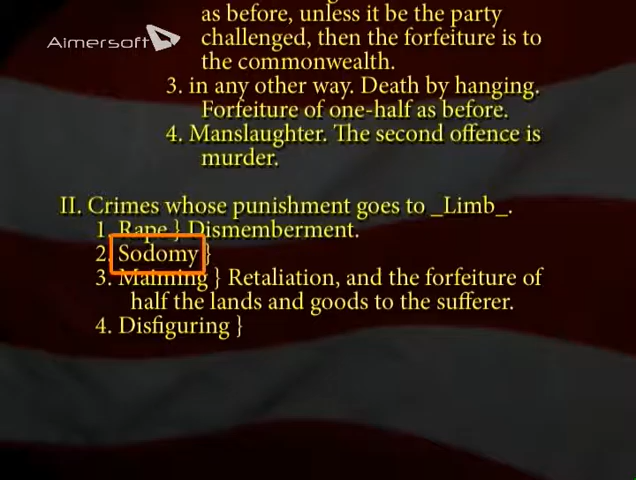 as before, unless it be the party
Aimersoft
challenged, then the forfeiture is to
the commonwealth.
3. in any other way. Death by hanging.
Forfeiture of one-half as before.
4. Manslaughter. The second offence is
murder.
II. Crimes whose punishment goes to _Limb_.
1. Rape } Dismemberment.
2. Sodomy }
3. Maiming } Retaliation, and the forfeiture of
half the lands and goods to the sufferer.
4. Disfiguring }